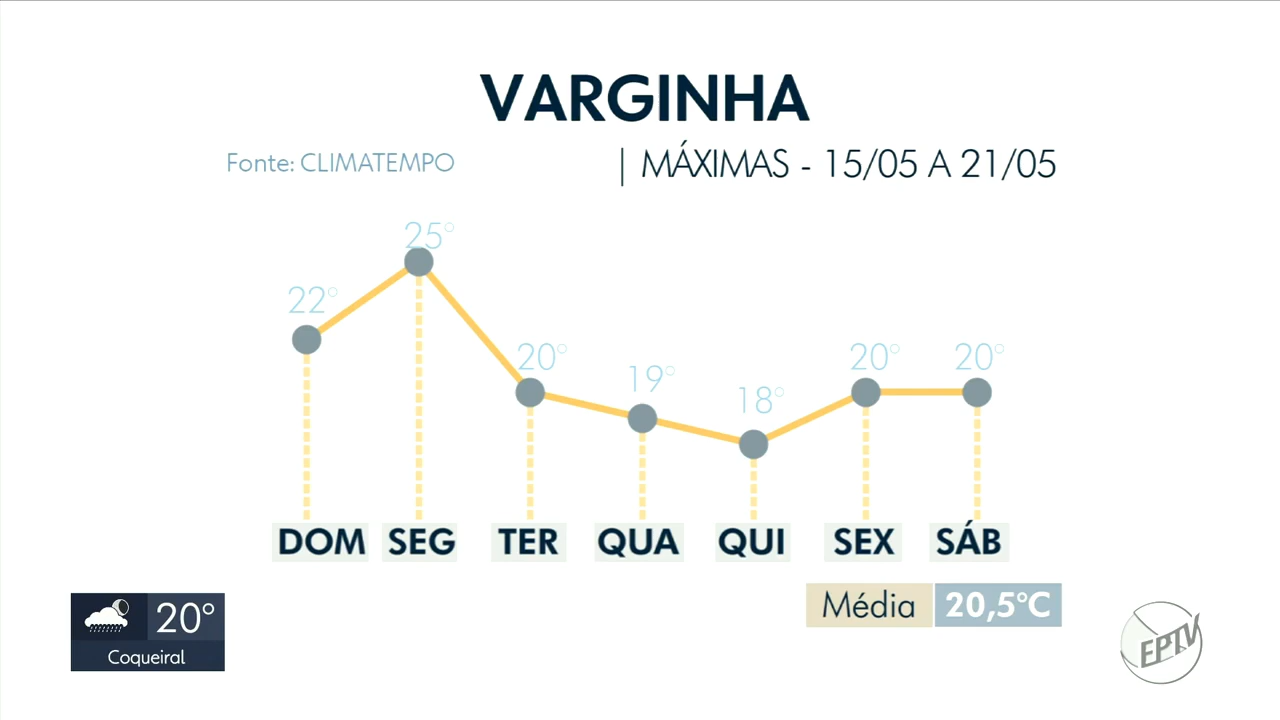 VARGINHA
Fonte: CLIMATEMPO
| MÁXIMAS - 15/05 A 21/05
22°
25°
20°
19°
18°
20°
20°
DOM SEG TER QUA QUI SEX SÁB
Média 20,5°C
20°
Coqueiral
EPTV